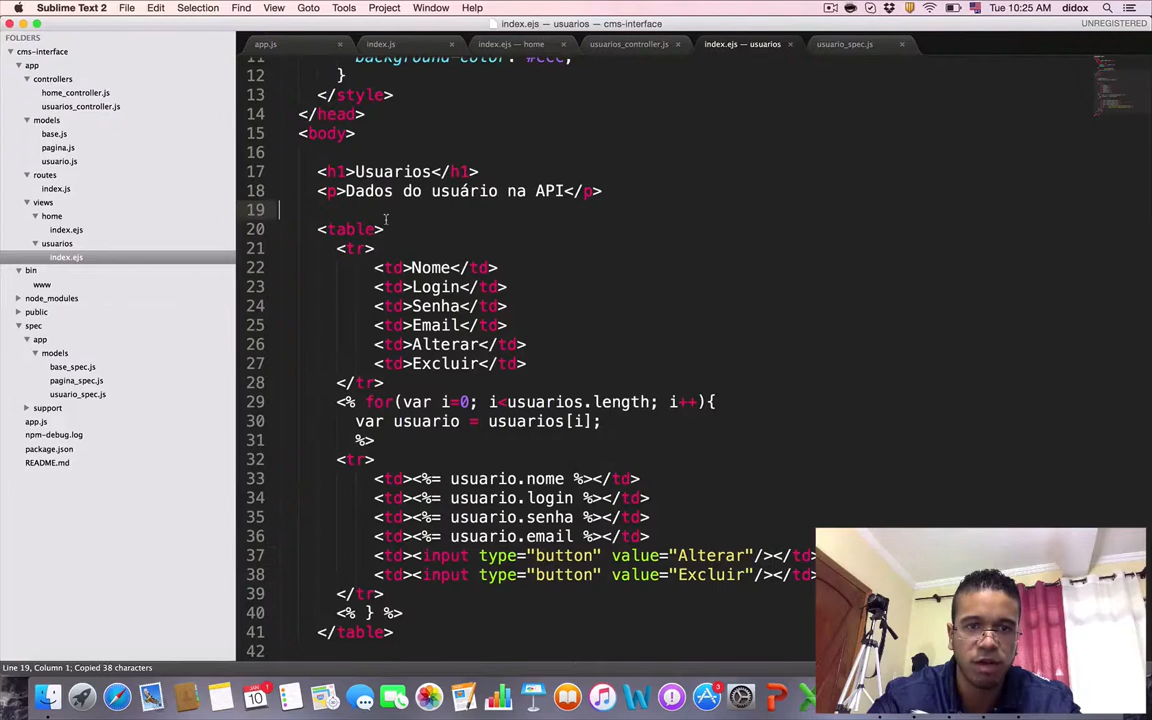 Sublime Text 2 File Edit Selection Find View Goto Tools Project Window Help Tue 10:25 AM didox
index.ejs — usuarios — cms-interface UNREGISTERED
FOLDERS
cms-interface
app
controllers
home_controller.js
usuarios_controller.js
models
base.js
pagina.js
usuario.js
routes
index.js
views
home
index.ejs
usuarios
index.ejs
bin
www
node_modules
public
spec
app
models
base_spec.js
pagina_spec.js
usuario_spec.js
support
app.js
npm-debug.log
package.json
README.md
app.js index.js index.ejs — home usuarios_controller.js index.ejs — usuarios usuario_spec.js
11 background-color: #ccc;
12 }
13 </style>
14 </head>
15 <body>
16
17 <h1>Usuarios</h1>
18 <p>Dados do usuário na API</p>
19
20 <table>
21 <tr>
22 <td>Nome</td>
23 <td>Login</td>
24 <td>Senha</td>
25 <td>Email</td>
26 <td>Alterar</td>
27 <td>Excluir</td>
28 </tr>
29 <% for(var i=0; i<usuarios.length; i++){
30 var usuario = usuarios[i];
31 %>
32 <tr>
33 <td><%= usuario.nome %></td>
34 <td><%= usuario.login %></td>
35 <td><%= usuario.senha %></td>
36 <td><%= usuario.email %></td>
37 <td><input type="button" value="Alterar"/></td>
38 <td><input type="button" value="Excluir"/></td>
39 </tr>
40 <% } %>
41 </table>
42
Line 19, Column 1; Copied 38 characters